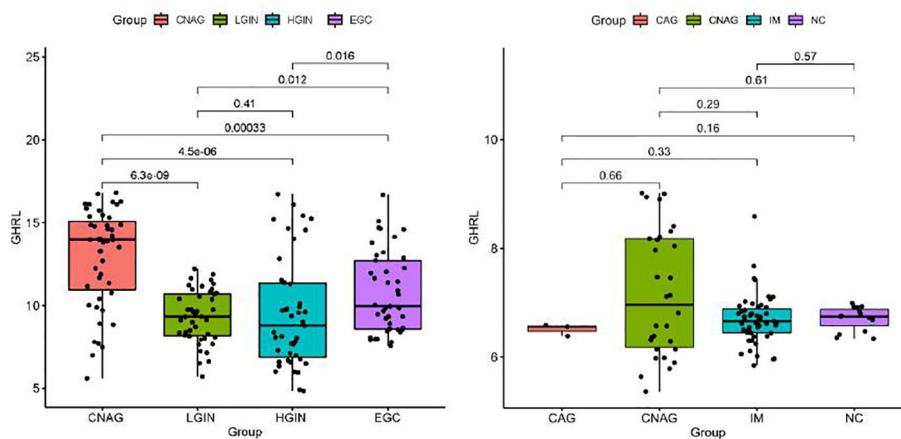 Group CNAG LGIN HGIN EGC
25
20
15
10
5
GHRL
0.016
0.012
0.41
0.00033
4.5e-06
6.3e-09
CNAG LGIN HGIN EGC
Group
Group CAG CNAG IM NC
10
8
6
GHRL
0.57
0.61
0.29
0.16
0.33
0.66
CAG CNAG IM NC
Group